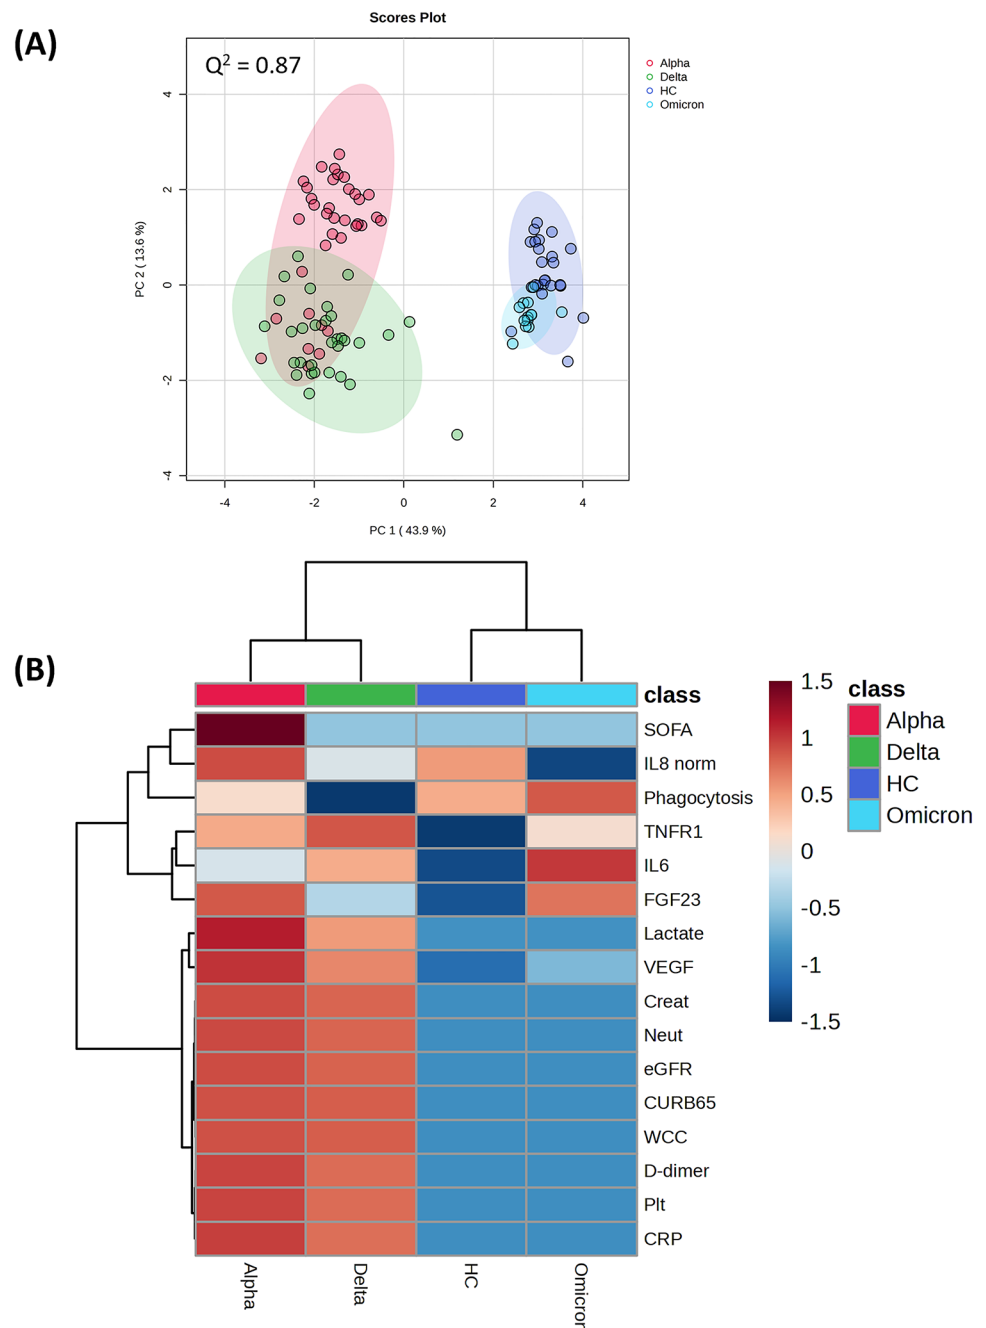 Scores Plot
(A)
Q² = 0.87
Alpha
Delta
HC
Omicron
PC 2 ( 13.6 %)
4
2
0
-2
-4
-4 -2 0 2 4
PC 1 ( 43.9 %)
(B)
class
SOFA
IL8 norm
Phagocytosis
TNFR1
IL6
FGF23
Lactate
VEGF
Creat
Neut
eGFR
CURB65
WCC
D-dimer
Plt
CRP
Alpha Delta HC Omicron
1.5
1
0.5
0
-0.5
-1
-1.5
class
Alpha
Delta
HC
Omicron